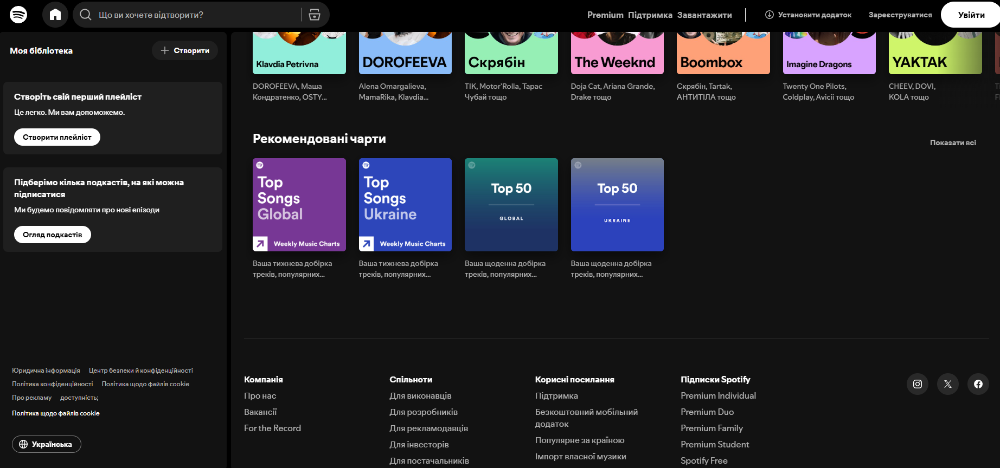 Що ви хочете відтворити?
Premium Підтримка Завантажити
Установити додаток
Зареєструватися
Увійти
Моя бібліотека
Створити
Створіть свій перший плейліст
Це легко. Ми вам допоможемо.
Створити плейліст
Підберімо кілька подкастів, на які можна
підписатися
Ми будемо повідомляти про нові епізоди
Огляд подкастів
Юридична інформація Центр безпеки й конфіденційності
Політика конфіденційності Політика щодо файлів cookie
Про рекламу доступність;
Політика щодо файлів cookie
Українська
Klavdia Petrivna
DOROFEEVA, Маша
Кондратенко, OSTY...
DOROFEEVA
Alena Omargalieva,
MamaRika, Klavdia...
Скрябін
ТІК, Motor'Rolla, Тарас
Чубай тощо
The Weeknd
Doja Cat, Ariana Grande,
Drake тощо
Boombox
Скрябін, Tartak,
АНТИТІЛА тощо
Imagine Dragons
Twenty One Pilots,
Coldplay, Avicii тощо
YAKTAK
CHEEV, DOVI,
KOLA тощо
Рекомендовані чарти
Показати всі
Top
Songs
Global
Weekly Music Charts
Ваша тижнева добірка
треків, популярних...
Top
Songs
Ukraine
Weekly Music Charts
Ваша тижнева добірка
треків, популярних...
Top 50
GLOBAL
Ваша щоденна добірка
треків, популярних...
Top 50
UKRAINE
Ваша щоденна добірка
треків, популярних...
Компанія
Про нас
Вакансії
For the Record
Спільноти
Для виконавців
Для розробників
Для рекламодавців
Для інвесторів
Для постачальників
Корисні посилання
Підтримка
Безкоштовний мобільний
додаток
Популярне за країною
Імпорт власної музики
Підписки Spotify
Premium Individual
Premium Duo
Premium Family
Premium Student
Spotify Free